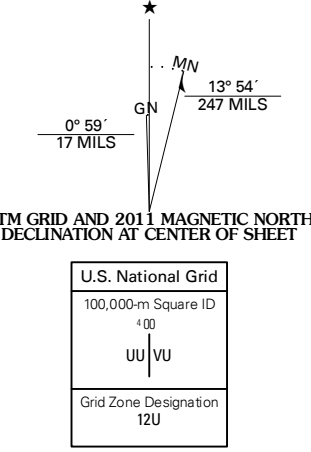 ★
MN
GN
13° 54´
247 MILS
0° 59´
17 MILS
TM GRID AND 2011 MAGNETIC NORTH
DECLINATION AT CENTER OF SHEET
U.S. National Grid
100,000-m Square ID
400
UU VU
Grid Zone Designation
12U